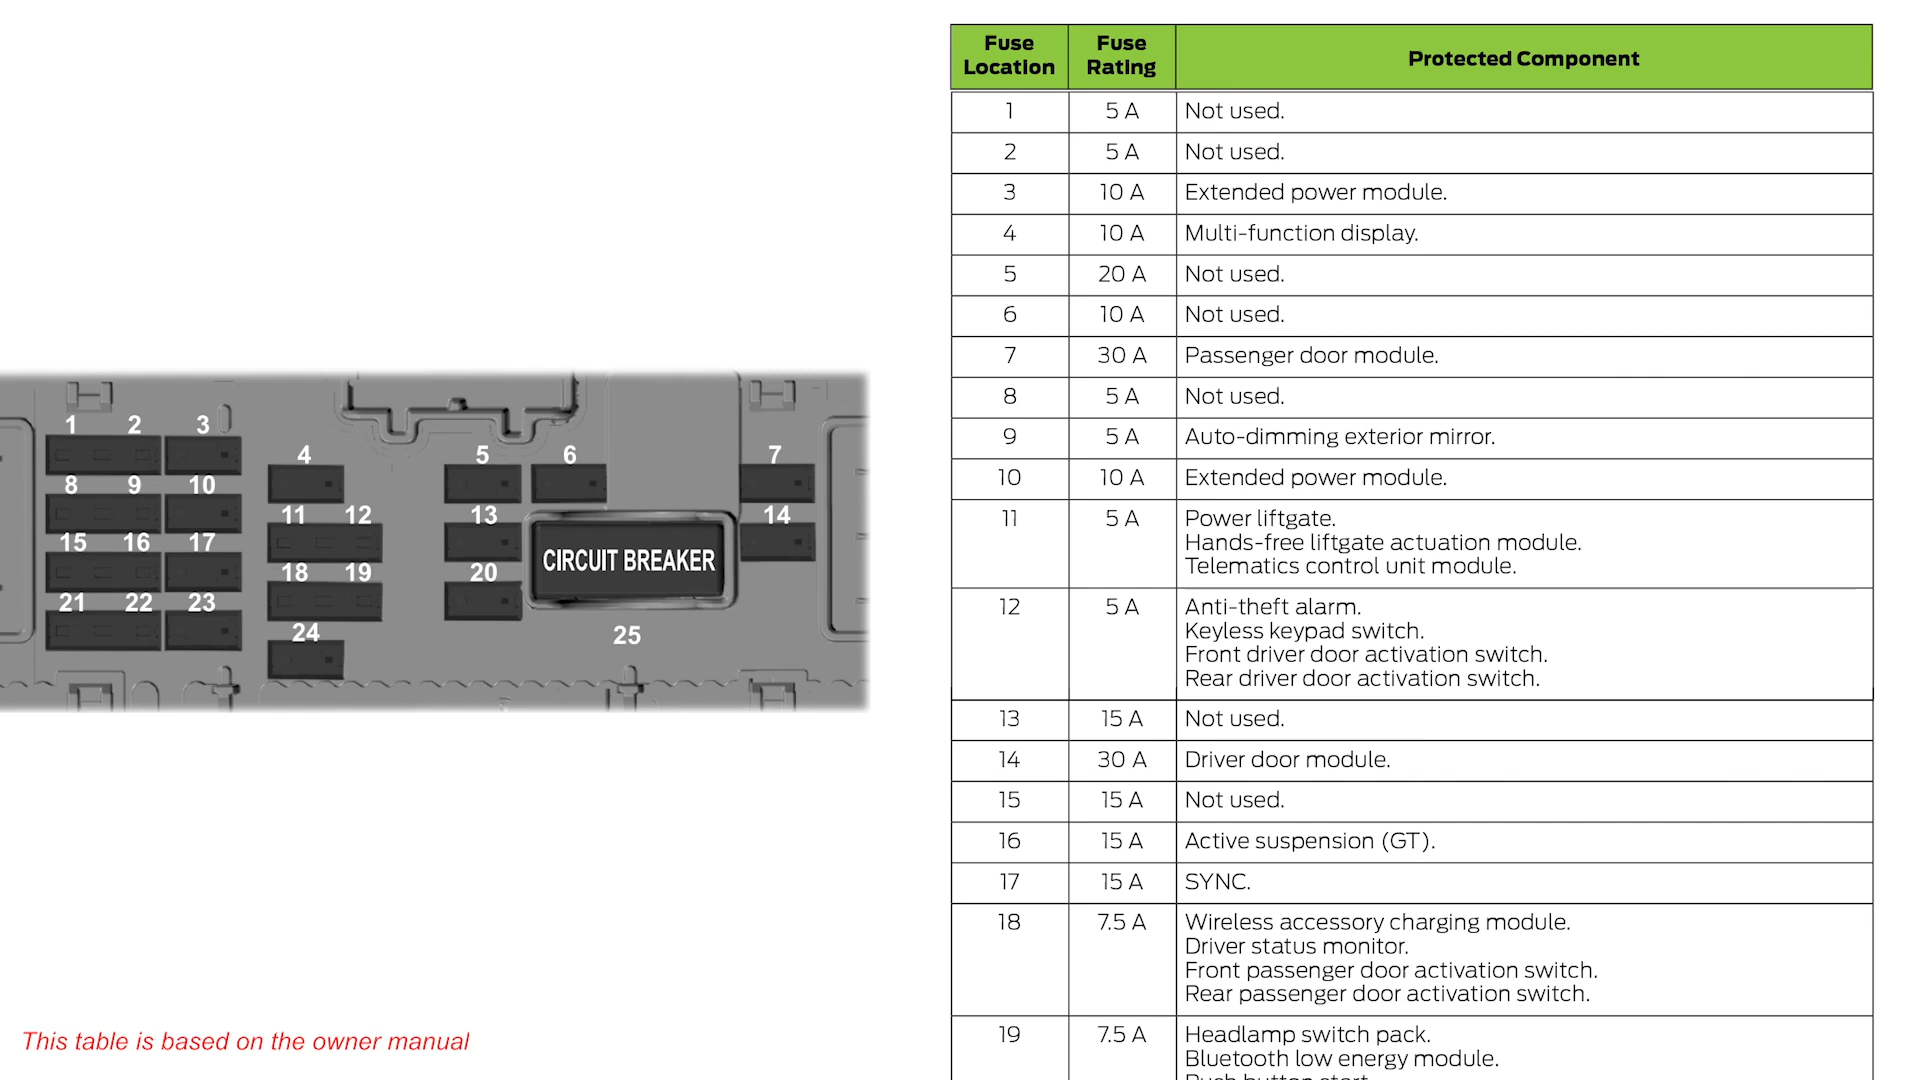 1 2 3
4 5 6 7
8 9 10
11 12 13 14
CIRCUIT BREAKER
15 16 17
18 19 20
21 22 23
24 25
This table is based on the owner manual
Fuse Location Fuse Rating Protected Component
1 5 A Not used.
2 5 A Not used.
3 10 A Extended power module.
4 10 A Multi-function display.
5 20 A Not used.
6 10 A Not used.
7 30 A Passenger door module.
8 5 A Not used.
9 5 A Auto-dimming exterior mirror.
10 10 A Extended power module.
11 5 A Power liftgate.
Hands-free liftgate actuation module.
Telematics control unit module.
12 5 A Anti-theft alarm.
Keyless keypad switch.
Front driver door activation switch.
Rear driver door activation switch.
13 15 A Not used.
14 30 A Driver door module.
15 15 A Not used.
16 15 A Active suspension (GT).
17 15 A SYNC.
18 7.5 A Wireless accessory charging module.
Driver status monitor.
Front passenger door activation switch.
Rear passenger door activation switch.
19 7.5 A Headlamp switch pack.
Bluetooth low energy module.